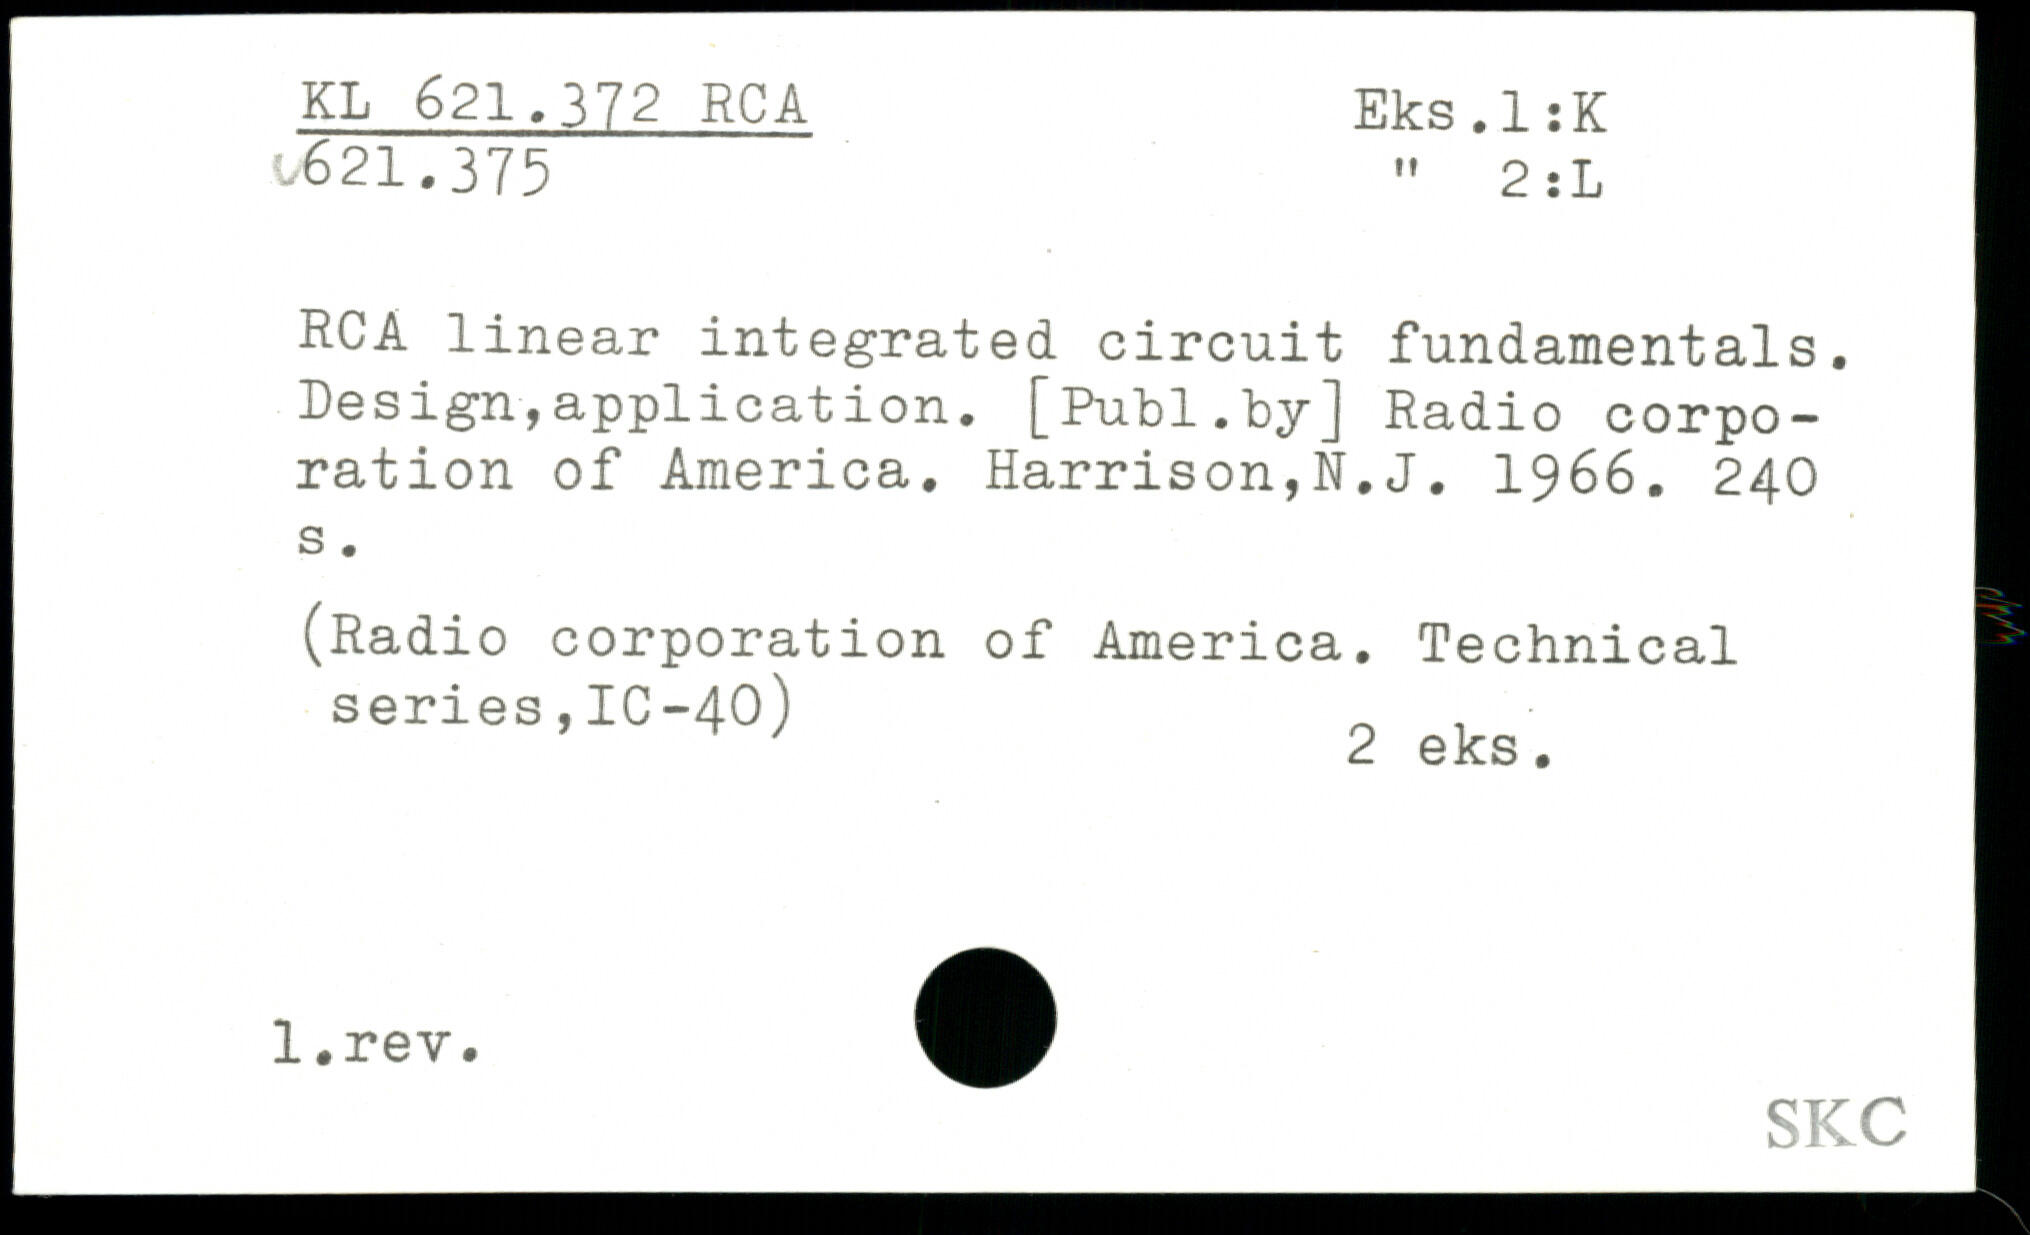 KL 621.372 RCA
Eks.1:K
621.375
" 2:L
RCA linear integrated circuit fundamentals.
Design,application. [Publ.by] Radio corpo-
ration of America. Harrison,N.J. 1966. 240
s.
(Radio corporation of America. Technical
series,IC-40)
2 eks.
1.rev.
SKC